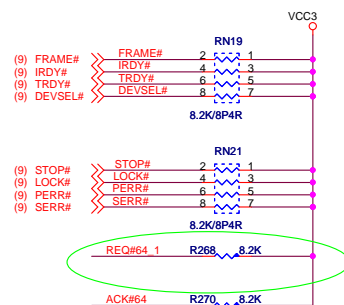 VCC3
RN19
(9) FRAME# FRAME# 2 1
(9) IRDY# IRDY# 4 3
(9) TRDY# TRDY# 6 5
(9) DEVSEL# DEVSEL# 8 7
8.2K/8P4R
RN21
(9) STOP# STOP# 2 1
(9) LOCK# LOCK# 4 3
(9) PERR# PERR# 6 5
(9) SERR# SERR# 8 7
8.2K/8P4R
REQ#64_1 R268 8.2K
ACK#64 R270 8.2K